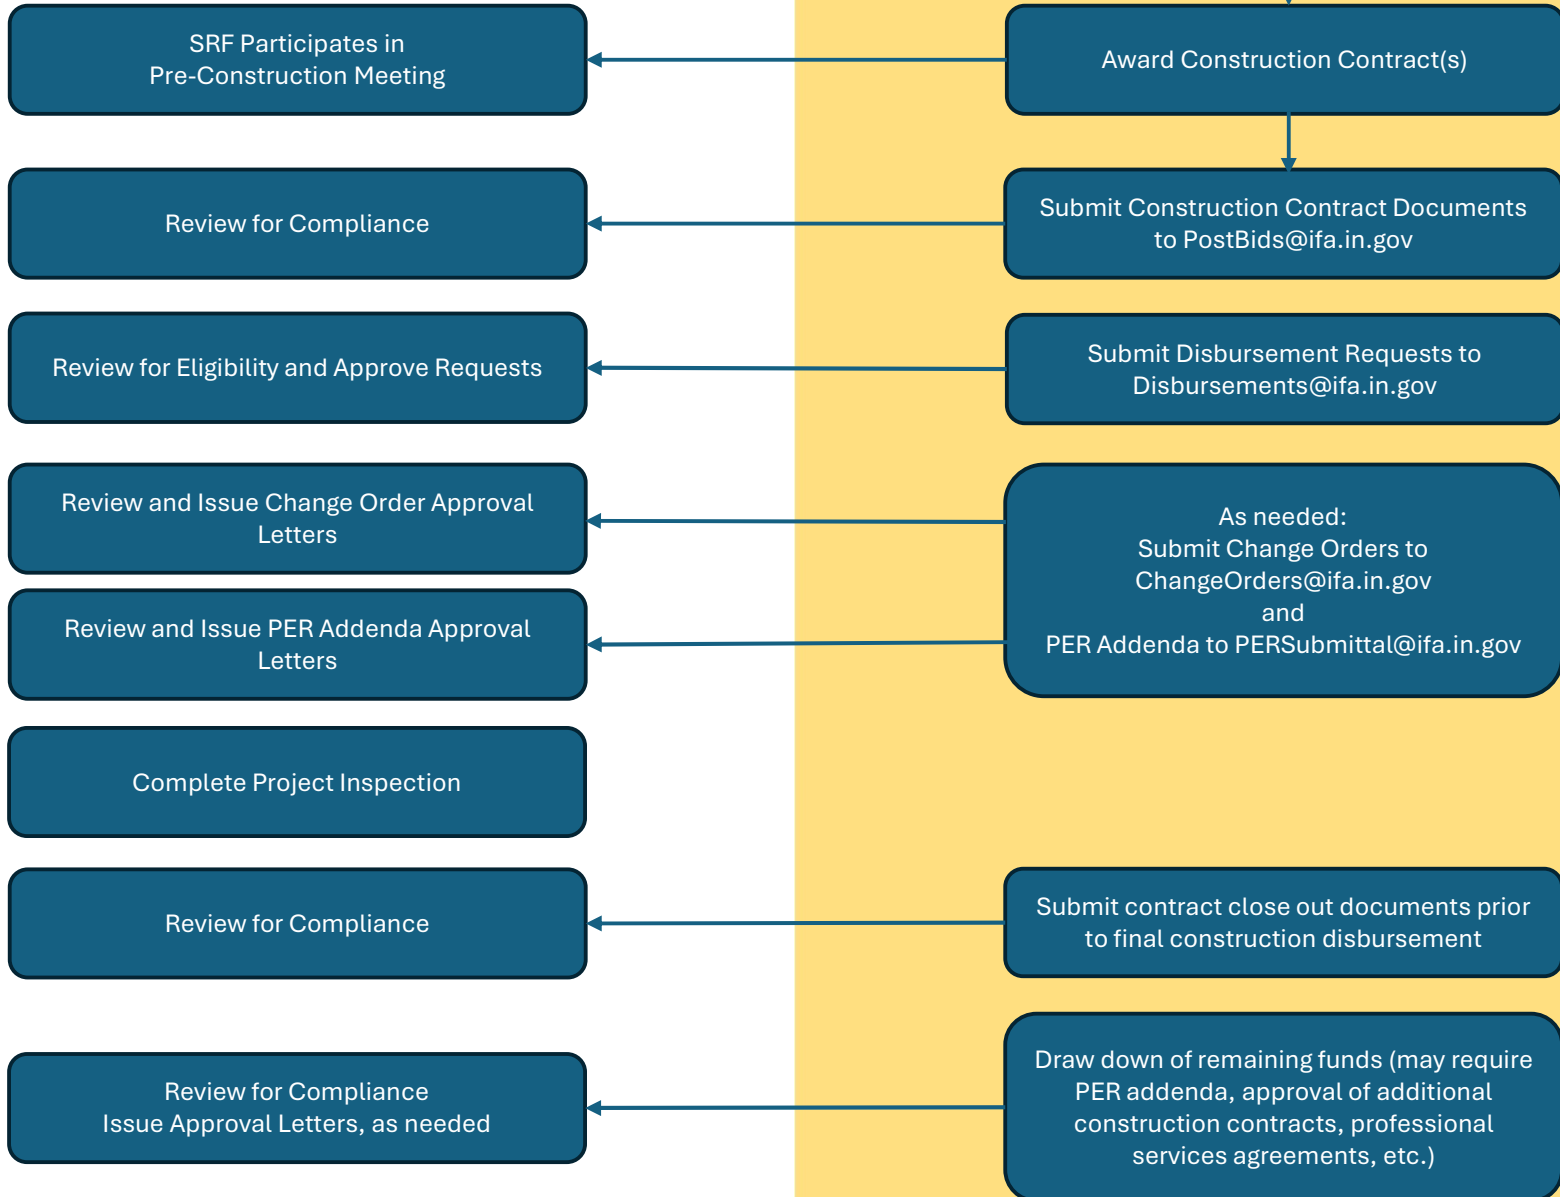 SRF Participates in
Pre-Construction Meeting
Award Construction Contract(s)
Review for Compliance
Submit Construction Contract Documents
to PostBids@ifa.in.gov
Review for Eligibility and Approve Requests
Submit Disbursement Requests to
Disbursements@ifa.in.gov
Review and Issue Change Order Approval
Letters
Review and Issue PER Addenda Approval
Letters
As needed:
Submit Change Orders to
ChangeOrders@ifa.in.gov
and
PER Addenda to PERSubmittal@ifa.in.gov
Complete Project Inspection
Review for Compliance
Submit contract close out documents prior
to final construction disbursement
Review for Compliance
Issue Approval Letters, as needed
Draw down of remaining funds (may require
PER addenda, approval of additional
construction contracts, professional
services agreements, etc.)